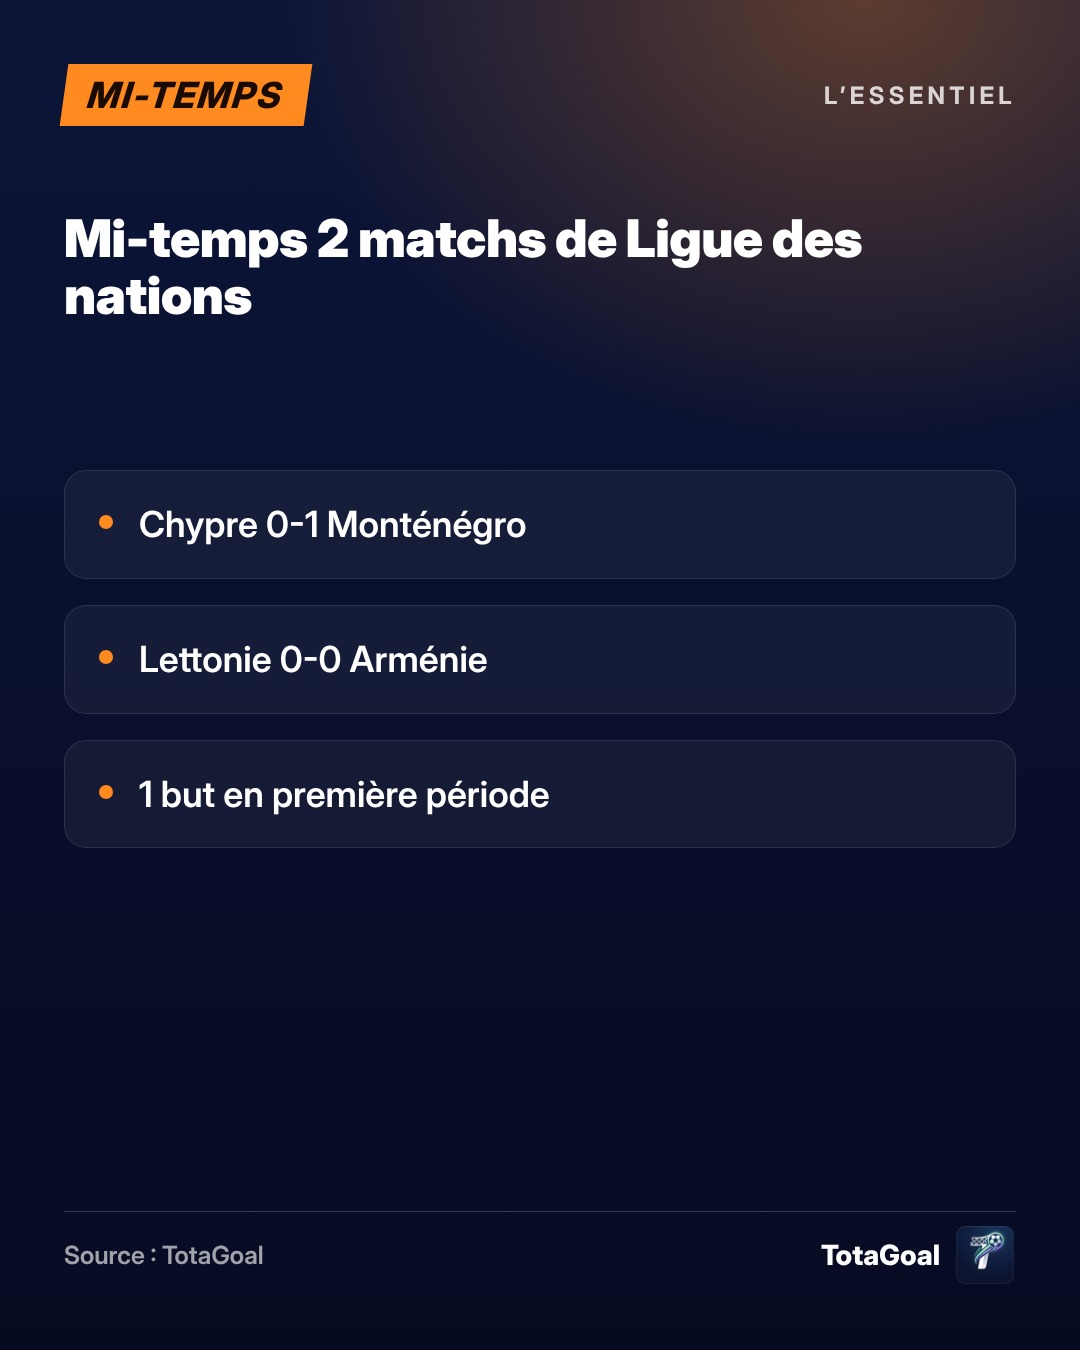 MI-TEMPS
L'ESSENTIEL
Mi-temps 2 matchs de Ligue des
nations
Chypre 0-1 Monténégro
Lettonie 0-0 Arménie
1 but en première période
Source : TotaGoal
TotaGoal